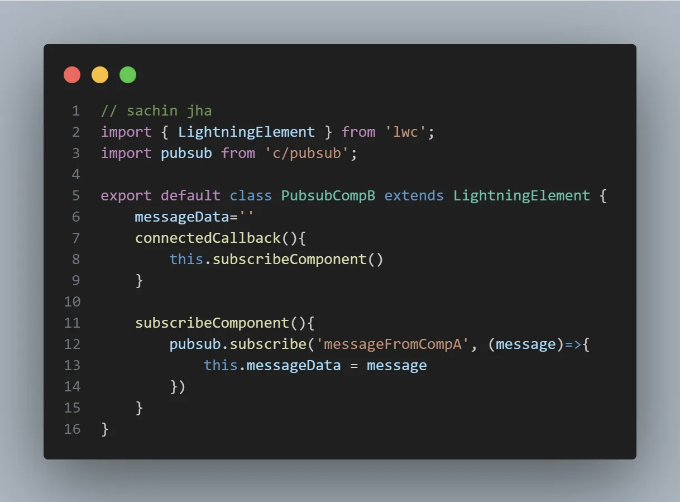 1 // sachin jha
2 import { LightningElement } from 'lwc';
3 import pubsub from 'c/pubsub';
4
5 export default class PubsubCompB extends LightningElement {
6     messageData=''
7     connectedCallback(){
8         this.subscribeComponent()
9     }
10
11     subscribeComponent(){
12         pubsub.subscribe('messageFromCompA', (message)=>{
13             this.messageData = message
14         })
15     }
16 }